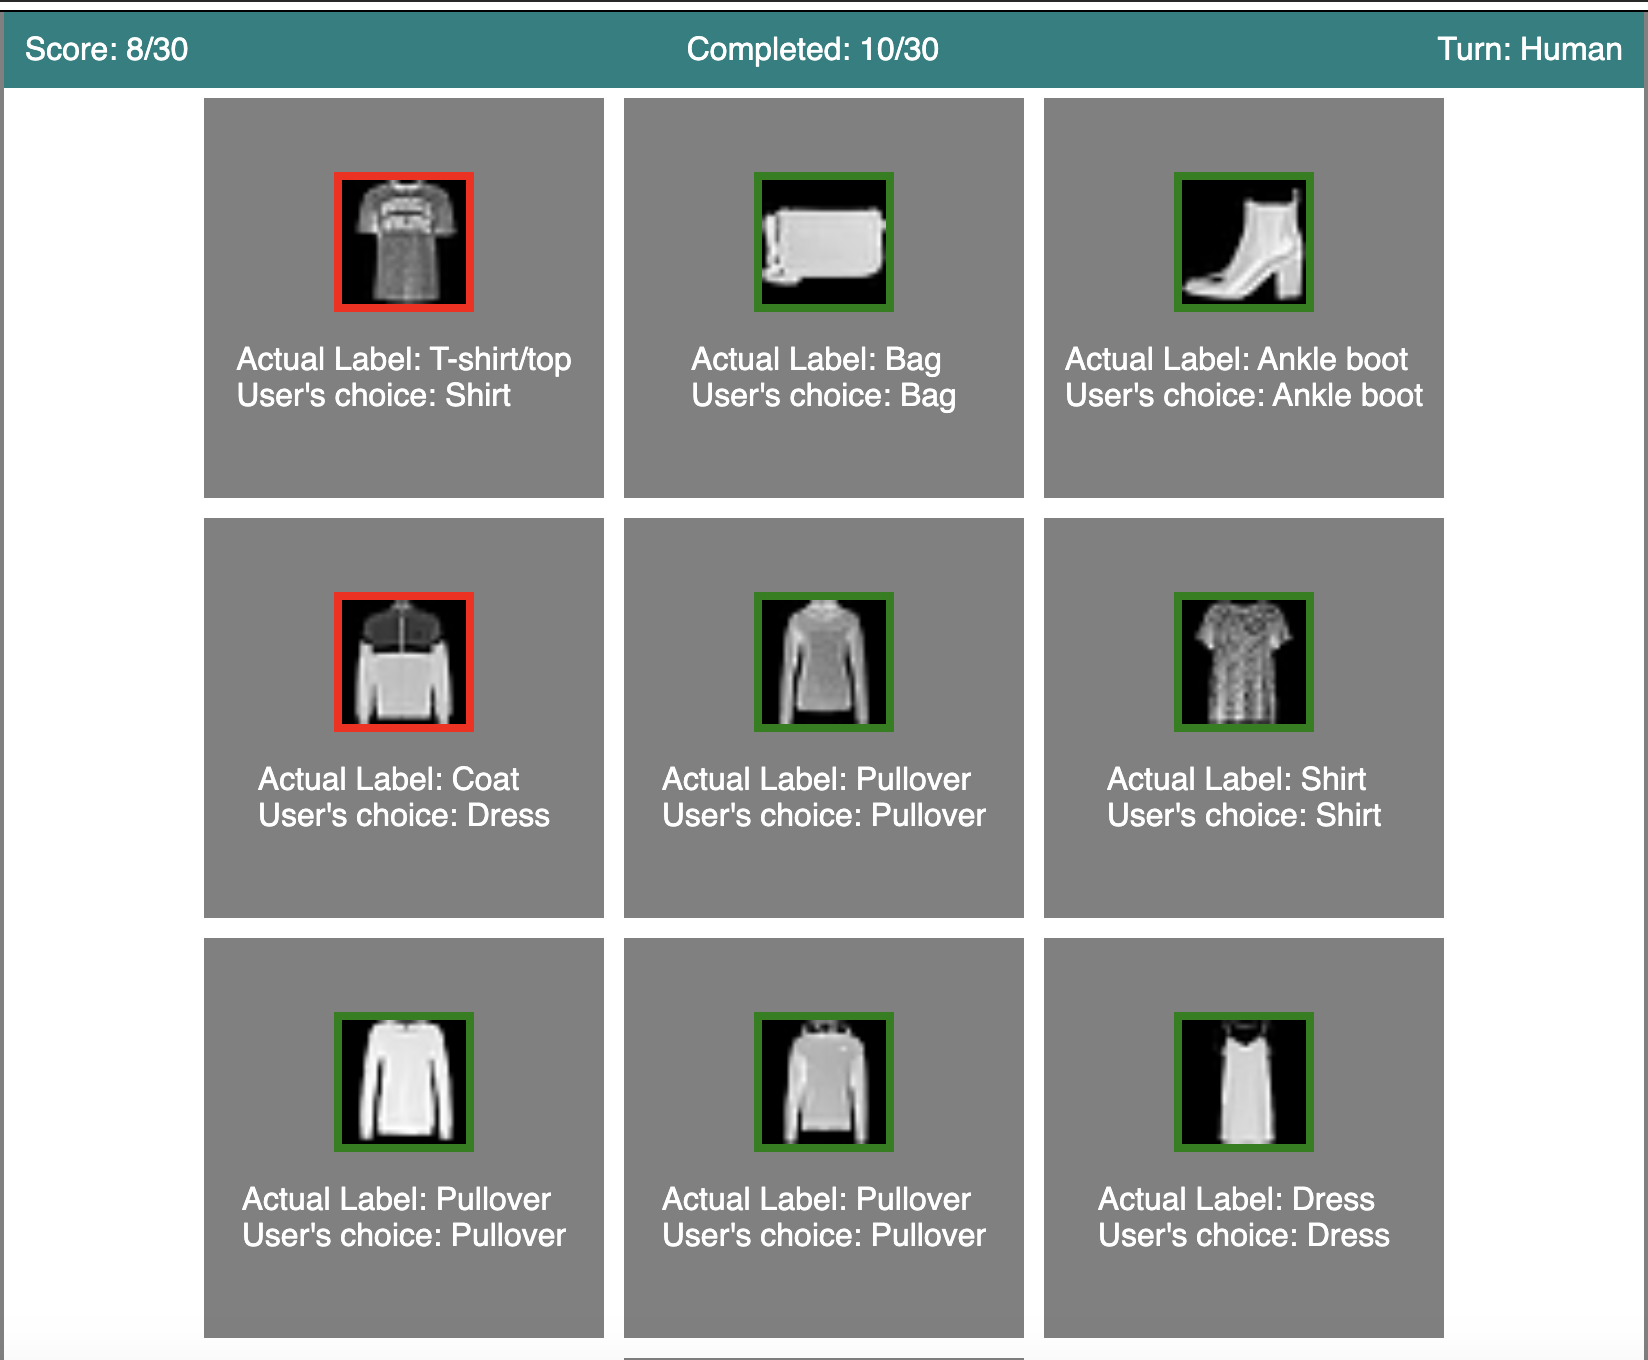 Score: 8/30
Completed: 10/30
Turn: Human
Actual Label: T-shirt/top
User's choice: Shirt
Actual Label: Bag
User's choice: Bag
Actual Label: Ankle boot
User's choice: Ankle boot
Actual Label: Coat
User's choice: Dress
Actual Label: Pullover
User's choice: Pullover
Actual Label: Shirt
User's choice: Shirt
Actual Label: Pullover
User's choice: Pullover
Actual Label: Pullover
User's choice: Pullover
Actual Label: Dress
User's choice: Dress